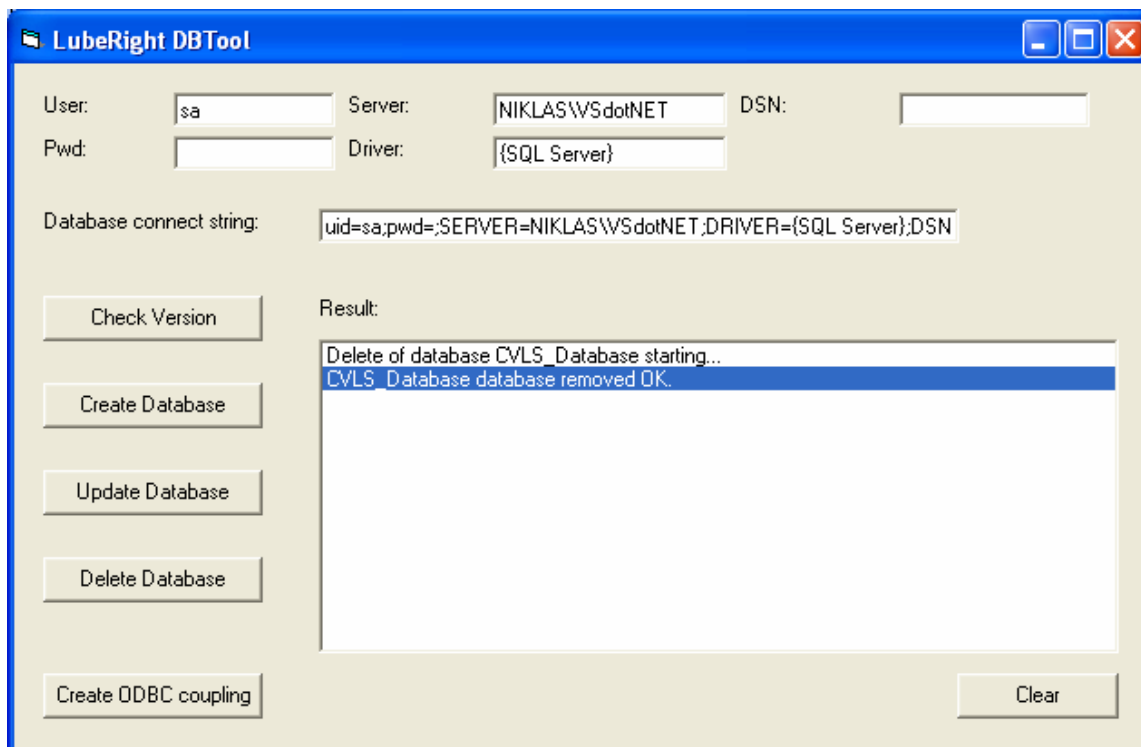 LubeRight DBTool
User: sa Server: NIKLAS\VSdotNET DSN:
Pwd: Driver: {SQL Server}
Database connect string: uid=sa;pwd=;SERVER=NIKLAS\VSdotNET;DRIVER={SQL Server};DSN
Check Version
Result:
Delete of database CVLS_Database starting...
CVLS_Database database removed OK.
Create Database
Update Database
Delete Database
Create ODBC coupling
Clear